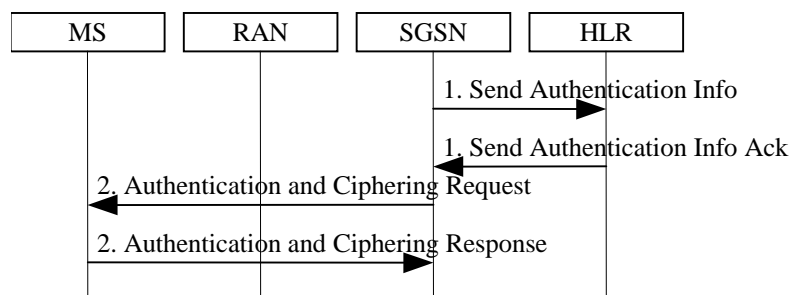 MS RAN SGSN HLR
1. Send Authentication Info
1. Send Authentication Info Ack
2. Authentication and Ciphering Request
2. Authentication and Ciphering Response